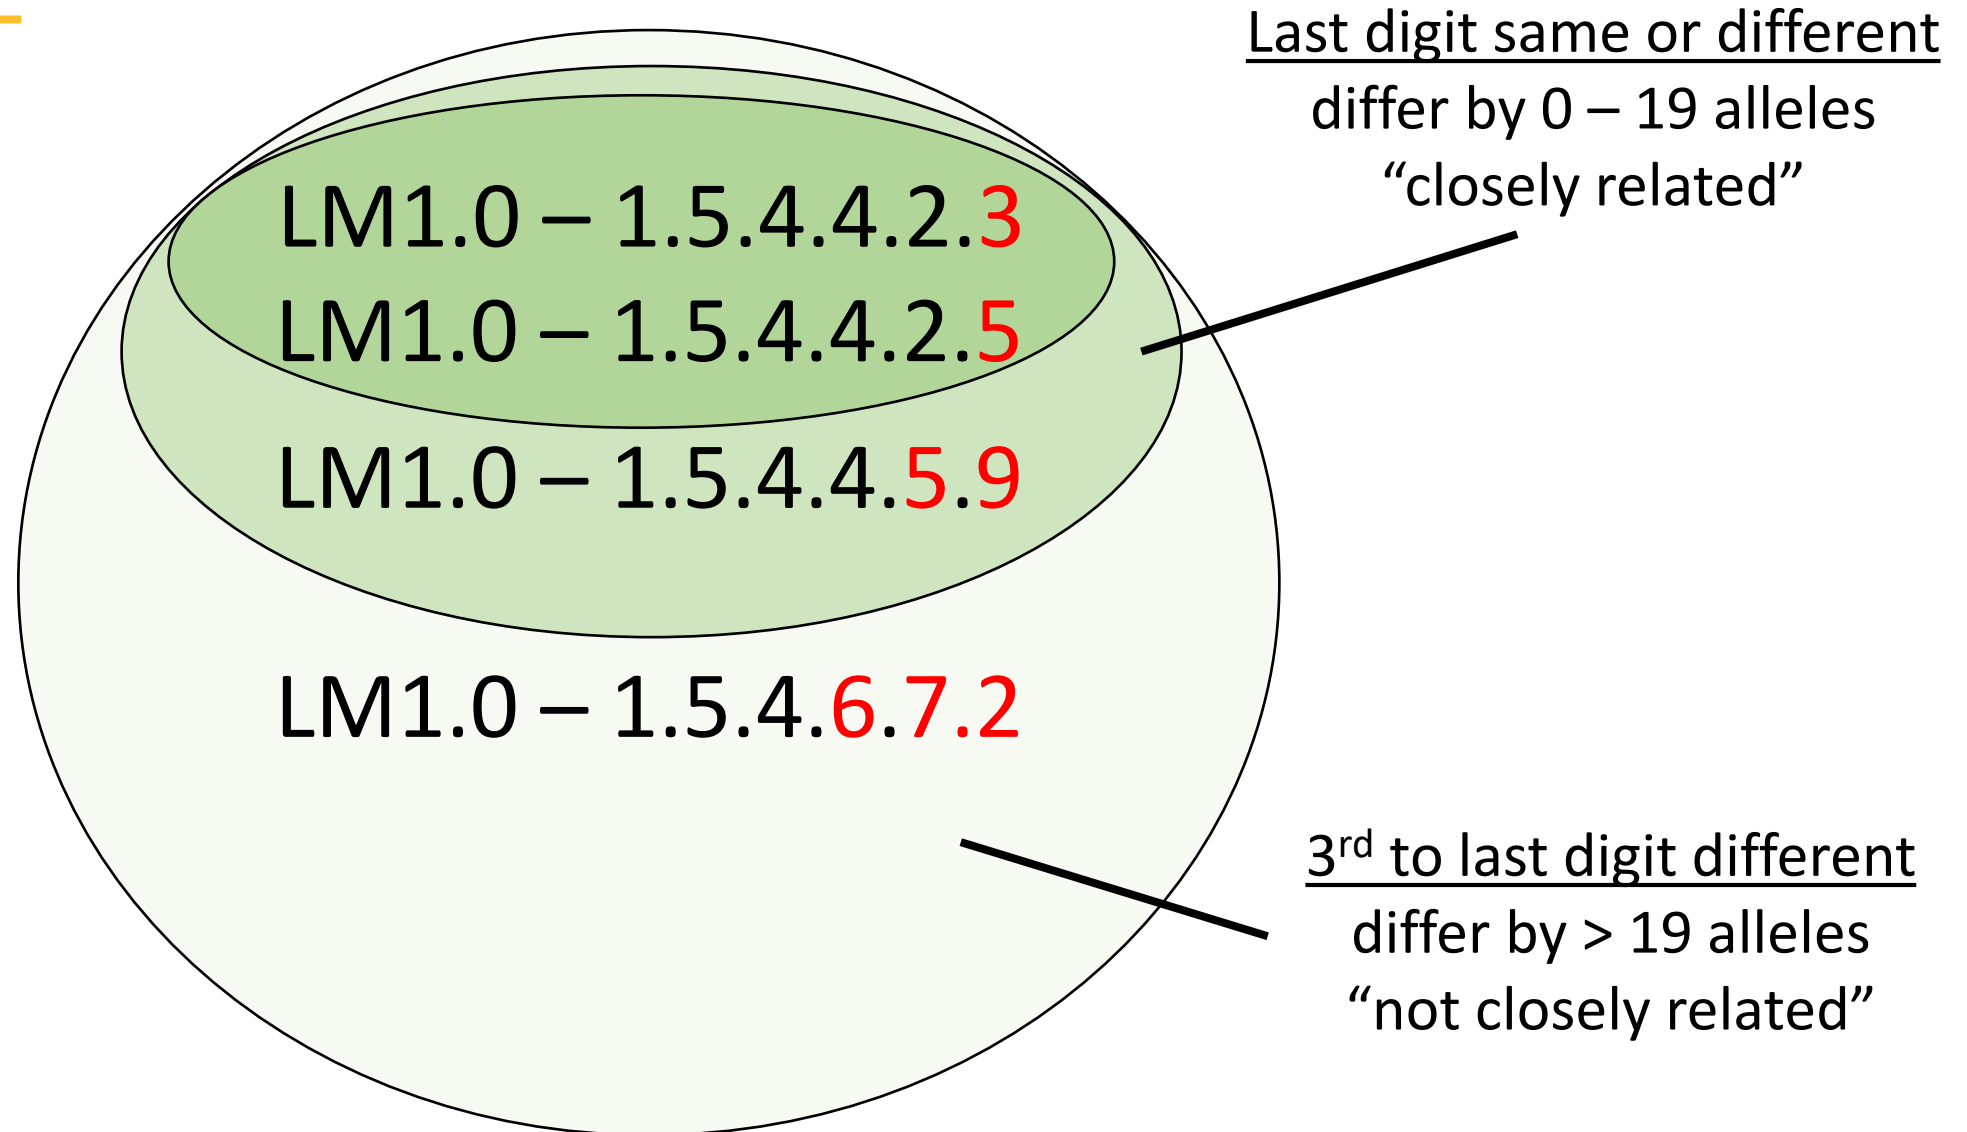 Last digit same or different
differ by 0 – 19 alleles
“closely related”
LM1.0 – 1.5.4.4.2.3
LM1.0 – 1.5.4.4.2.5
LM1.0 – 1.5.4.4.5.9
LM1.0 – 1.5.4.6.7.2
3rd to last digit different
differ by > 19 alleles
“not closely related”